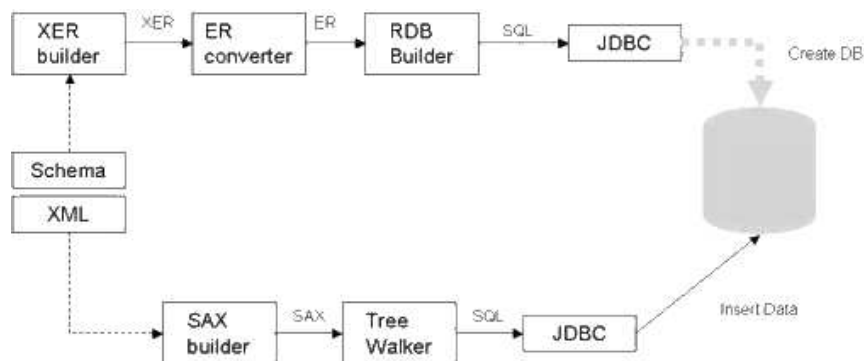 XER
builder
XER
ER
converter
ER
RDB
Builder
SQL
JDBC
Create DB
Schema
XML
SAX
builder
SAX
Tree
Walker
SQL
JDBC
Insert Data